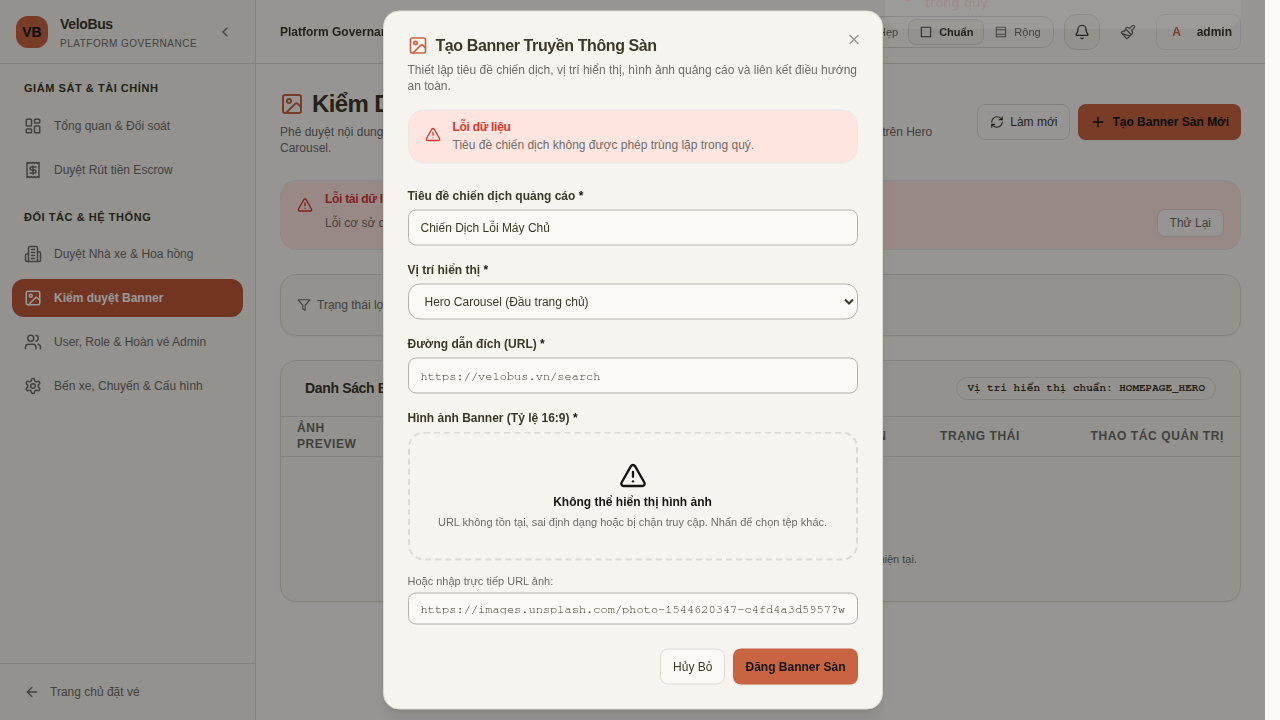 VB
VeloBus
PLATFORM GOVERNANCE
GIÁM SÁT & TÀI CHÍNH
Tổng quan & Đối soát
Duyệt Rút tiền Escrow
ĐỐI TÁC & HỆ THỐNG
Duyệt Nhà xe & Hoa hồng
Kiểm duyệt Banner
User, Role & Hoàn vé Admin
Bến xe, Chuyến & Cấu hình
Trang chủ đặt vé
Platform Governan
trong quý.
Chuẩn
Rộng
A
admin
Kiểm D
Phê duyệt nội dung
trên Hero
Carousel.
Làm mới
Tạo Banner Sàn Mới
Lỗi tải dữ l
Lỗi cơ sở d
Thử Lại
Trạng thái lọ
Danh Sách B
Vị trí hiển thị chuẩn: HOMEPAGE_HERO
ẢNH
PREVIEW
TRẠNG THÁI
THAO TÁC QUẢN TRỊ
hiện tại.
Tạo Banner Truyền Thông Sàn
Thiết lập tiêu đề chiến dịch, vị trí hiển thị, hình ảnh quảng cáo và liên kết điều hướng
an toàn.
Lỗi dữ liệu
Tiêu đề chiến dịch không được phép trùng lặp trong quý.
Tiêu đề chiến dịch quảng cáo *
Chiến Dịch Lỗi Máy Chủ
Vị trí hiển thị *
Hero Carousel (Đầu trang chủ)
Đường dẫn đích (URL) *
https://velobus.vn/search
Hình ảnh Banner (Tỷ lệ 16:9) *
Không thể hiển thị hình ảnh
URL không tồn tại, sai định dạng hoặc bị chặn truy cập. Nhấn để chọn tệp khác.
Hoặc nhập trực tiếp URL ảnh:
https://images.unsplash.com/photo-1544620347-c4fd4a3d5957?w
Hủy Bỏ
Đăng Banner Sàn